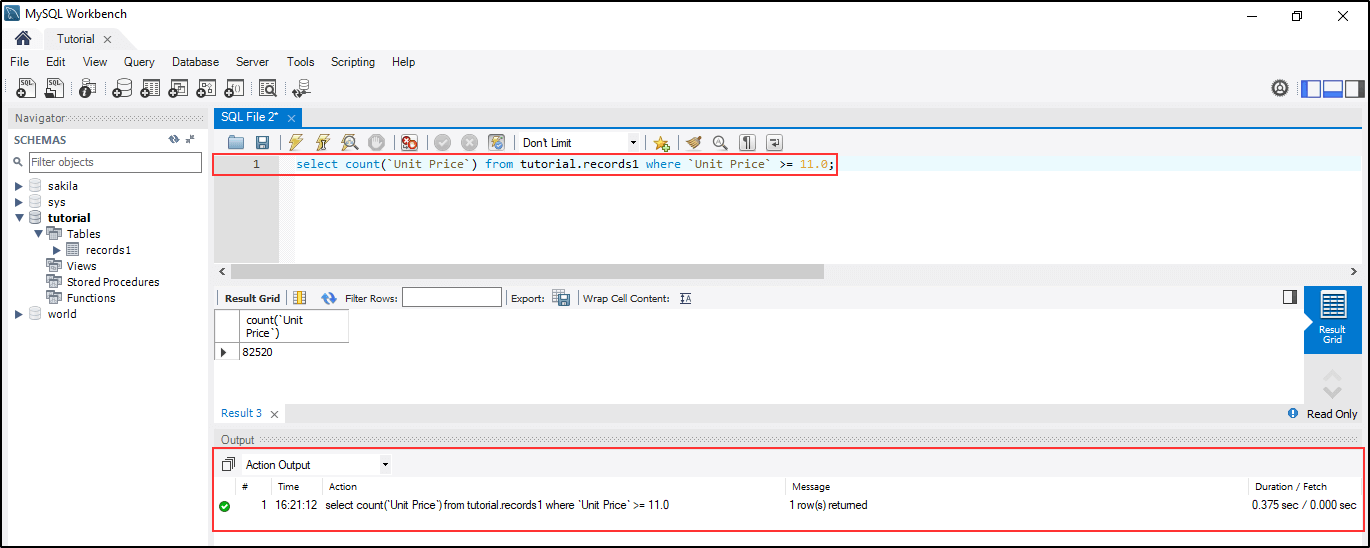 MySQL Workbench
Tutorial
File Edit View Query Database Server Tools Scripting Help
Navigator
SQL File 2*
SCHEMAS
Don't Limit
Filter objects
1 select count(`Unit Price`) from tutorial.records1 where `Unit Price` >= 11.0;
sakila
sys
tutorial
Tables
records1
Views
Stored Procedures
Functions
world
Result Grid Filter Rows: Export: Wrap Cell Content:
count(`Unit
Price`)
82520
Result
Grid
Result 3
Read Only
Output
Action Output
# Time Action Message Duration / Fetch
1 16:21:12 select count(`Unit Price`) from tutorial.records1 where `Unit Price` >= 11.0 1 row(s) returned 0.375 sec / 0.000 sec